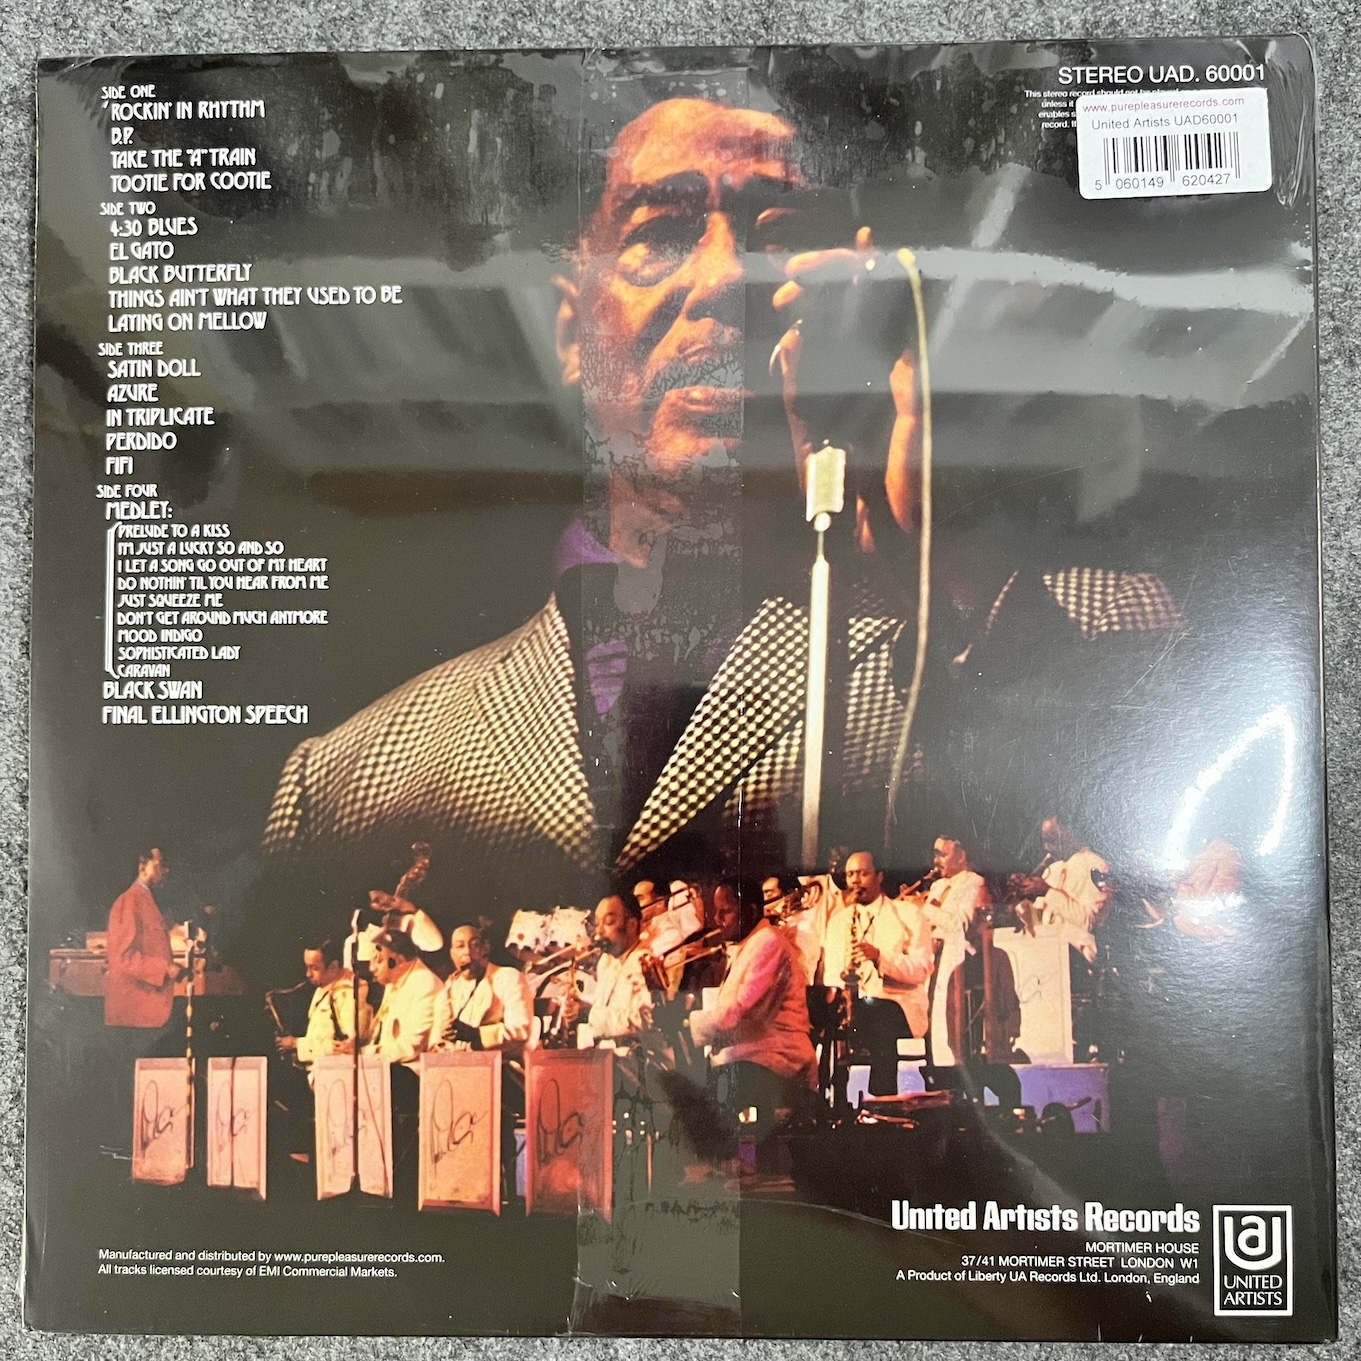 SIDE ONE
'ROCKIN' IN RHYTHM
B.P.
TAKE THE "A" TRAIN
TOOTIE FOR COOTIE
SIDE TWO
4:30 BLUES
EL GATO
BLACK BUTTERFLY
THINGS AIN'T WHAT THEY USED TO BE
LAYING ON MELLOW
SIDE THREE
SATIN DOLL
AZURE
IN TRIPLICATE
PERDIDO
FIFI
SIDE FOUR
MEDLEY:
PRELUDE TO A KISS
I'M JUST A LUCKY SO AND SO
I LET A SONG GO OUT OF MY HEART
DO NOTHIN' TIL YOU HEAR FROM ME
JUST SQUEEZE ME
DON'T GET AROUND MUCH ANYMORE
MOOD INDIGO
SOPHISTICATED LADY
CARAVAN
BLACK SWAN
FINAL ELLINGTON SPEECH
STEREO UAD. 60001
This stereo record should not be
unless it
enables s
record. If
www.purepleasurerecords.com
United Artists UAD60001
5 060149 620427
Manufactured and distributed by www.purepleasurerecords.com.
All tracks licensed courtesy of EMI Commercial Markets.
United Artists Records
MORTIMER HOUSE
37/41 MORTIMER STREET LONDON W1
A Product of Liberty UA Records Ltd. London, England
ua
UNITED
ARTISTS